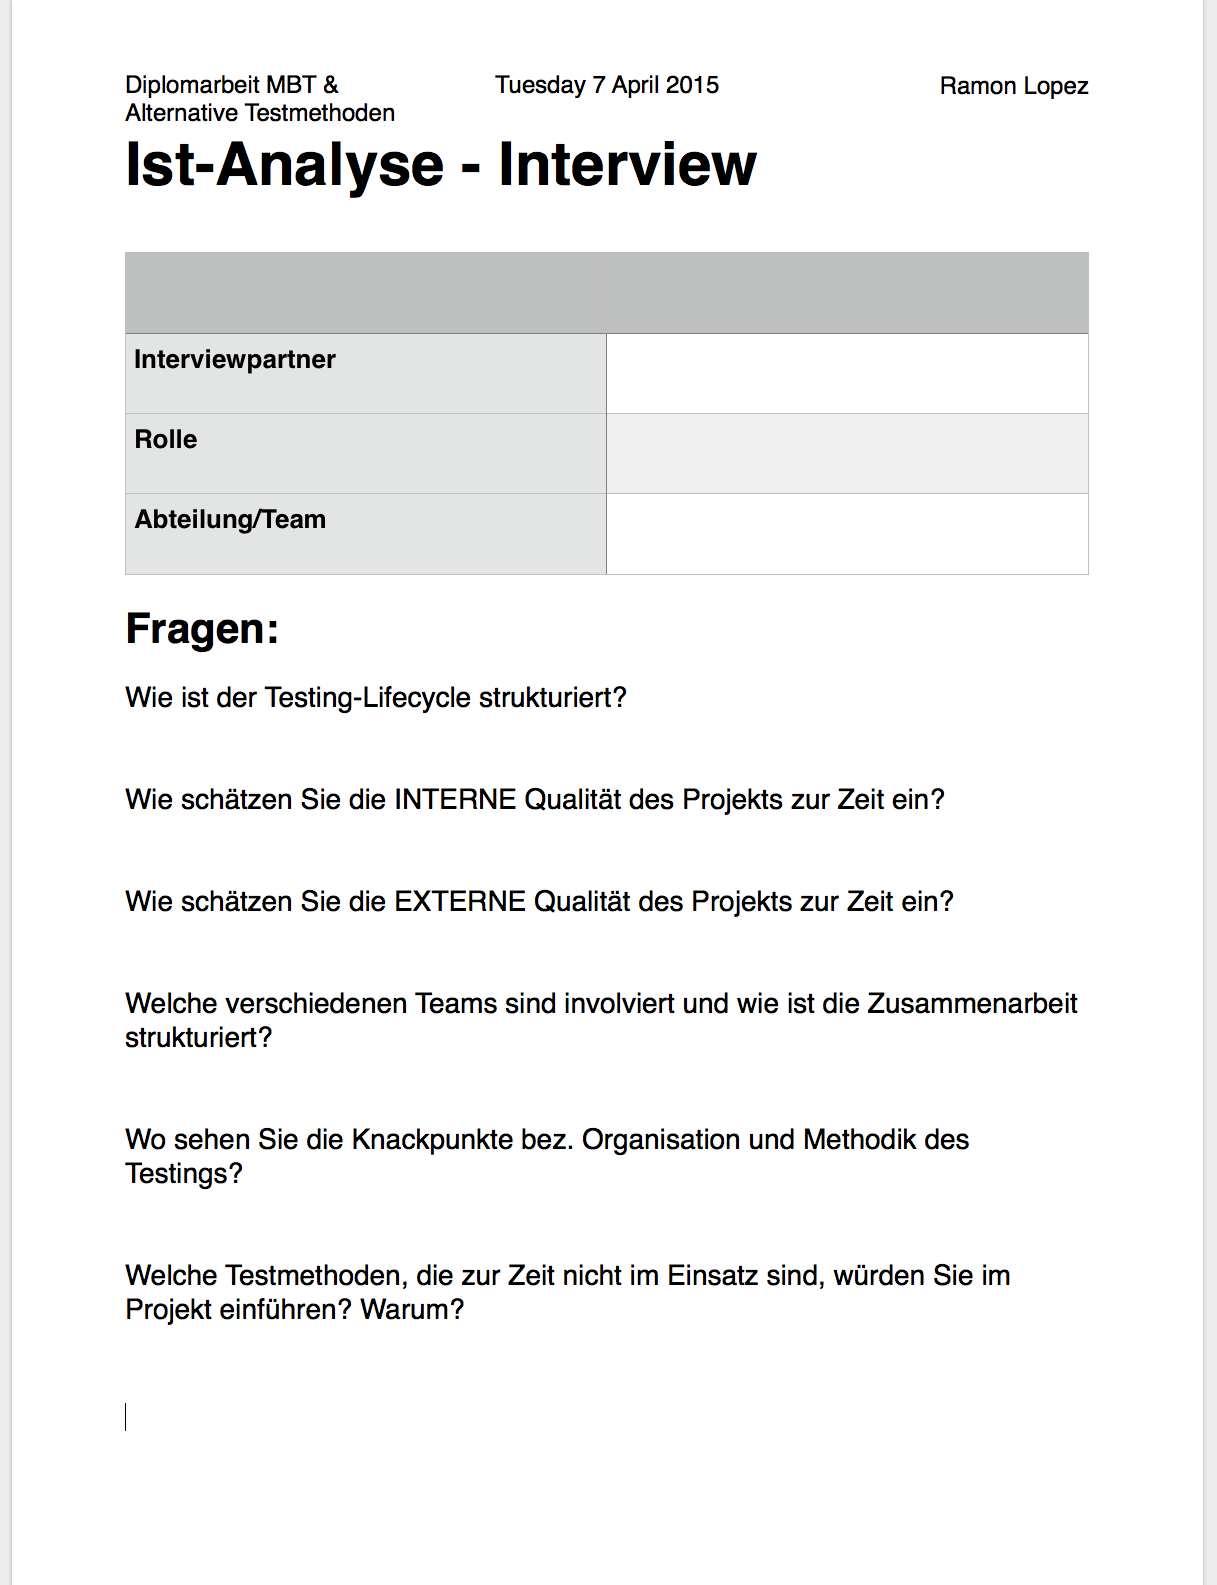 Diplomarbeit MBT &
Alternative Testmethoden
Tuesday 7 April 2015
Ramon Lopez
Ist-Analyse - Interview
Interviewpartner
Rolle
Abteilung/Team
Fragen:
Wie ist der Testing-Lifecycle strukturiert?
Wie schätzen Sie die INTERNE Qualität des Projekts zur Zeit ein?
Wie schätzen Sie die EXTERNE Qualität des Projekts zur Zeit ein?
Welche verschiedenen Teams sind involviert und wie ist die Zusammenarbeit
strukturiert?
Wo sehen Sie die Knackpunkte bez. Organisation und Methodik des
Testings?
Welche Testmethoden, die zur Zeit nicht im Einsatz sind, würden Sie im
Projekt einführen? Warum?